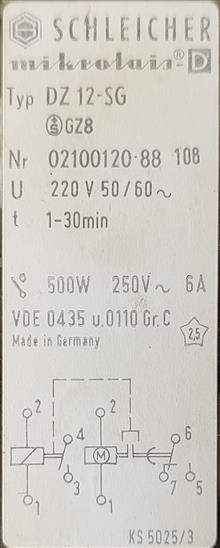 SCHLEICHER
mikrolais-D
Typ DZ 12-SG
S GZ8
Nr 02100120·88 108
U 220 V 50/60 ~
t 1-30min
500W 250V~ 6A
VDE 0435 u.0110 Gr.C
2,5
Made in Germany
2 4 2 6
M
1 3 1 7 5
KS 5025/3